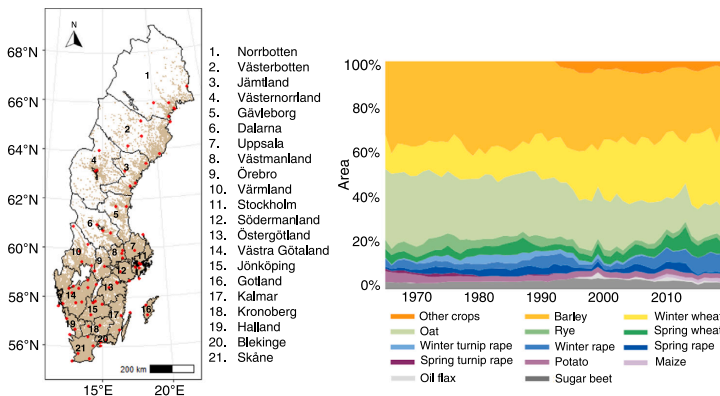 N
68°N
66°N
64°N
62°N
60°N
58°N
56°N
15°E
20°E
200 km
1
2
4
3
5
6
7
10
8
9
11
12
14
13
15
16
17
19
18
20
21
1. Norrbotten
2. Västerbotten
3. Jämtland
4. Västernorrland
5. Gävleborg
6. Dalarna
7. Uppsala
8. Västmanland
9. Örebro
10. Värmland
11. Stockholm
12. Södermanland
13. Östergötland
14. Västra Götaland
15. Jönköping
16. Gotland
17. Kalmar
18. Kronoberg
19. Halland
20. Blekinge
21. Skåne
Area
100%
80%
60%
40%
20%
0%
1970
1980
1990
2000
2010
Other crops
Barley
Winter wheat
Oat
Rye
Spring wheat
Winter turnip rape
Winter rape
Spring rape
Spring turnip rape
Potato
Maize
Oil flax
Sugar beet